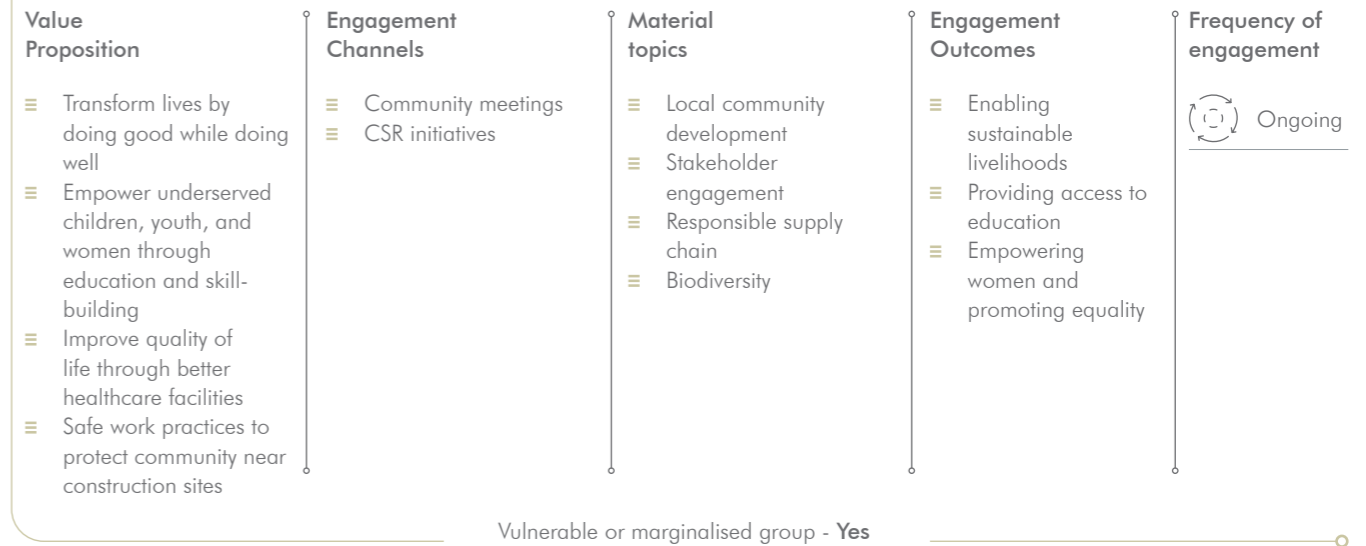 Value
Proposition
Transform lives by
doing good while doing
well
Empower underserved
children, youth, and
women through
education and skill-
building
Improve quality of
life through better
healthcare facilities
Safe work practices to
protect community near
construction sites
Engagement
Channels
Community meetings
CSR initiatives
Material
topics
Local community
development
Stakeholder
engagement
Responsible supply
chain
Biodiversity
Engagement
Outcomes
Enabling
sustainable
livelihoods
Providing access to
education
Empowering
women and
promoting equality
Frequency of
engagement
Ongoing
Vulnerable or marginalised group - Yes